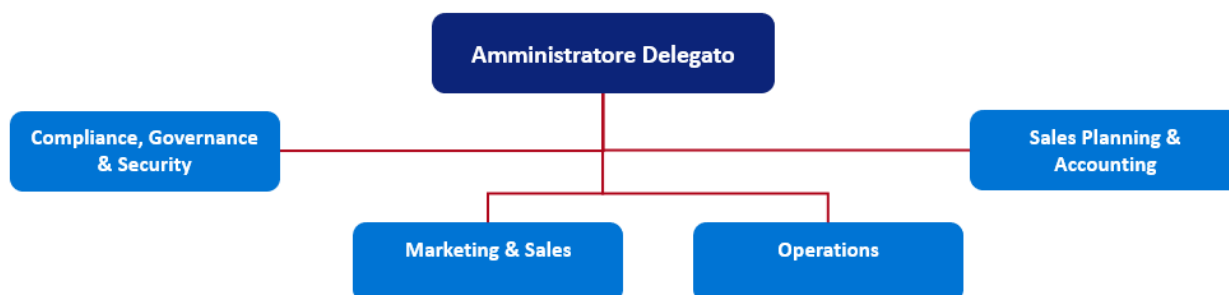 Amministratore Delegato
Compliance, Governance
& Security
Sales Planning &
Accounting
Marketing & Sales
Operations